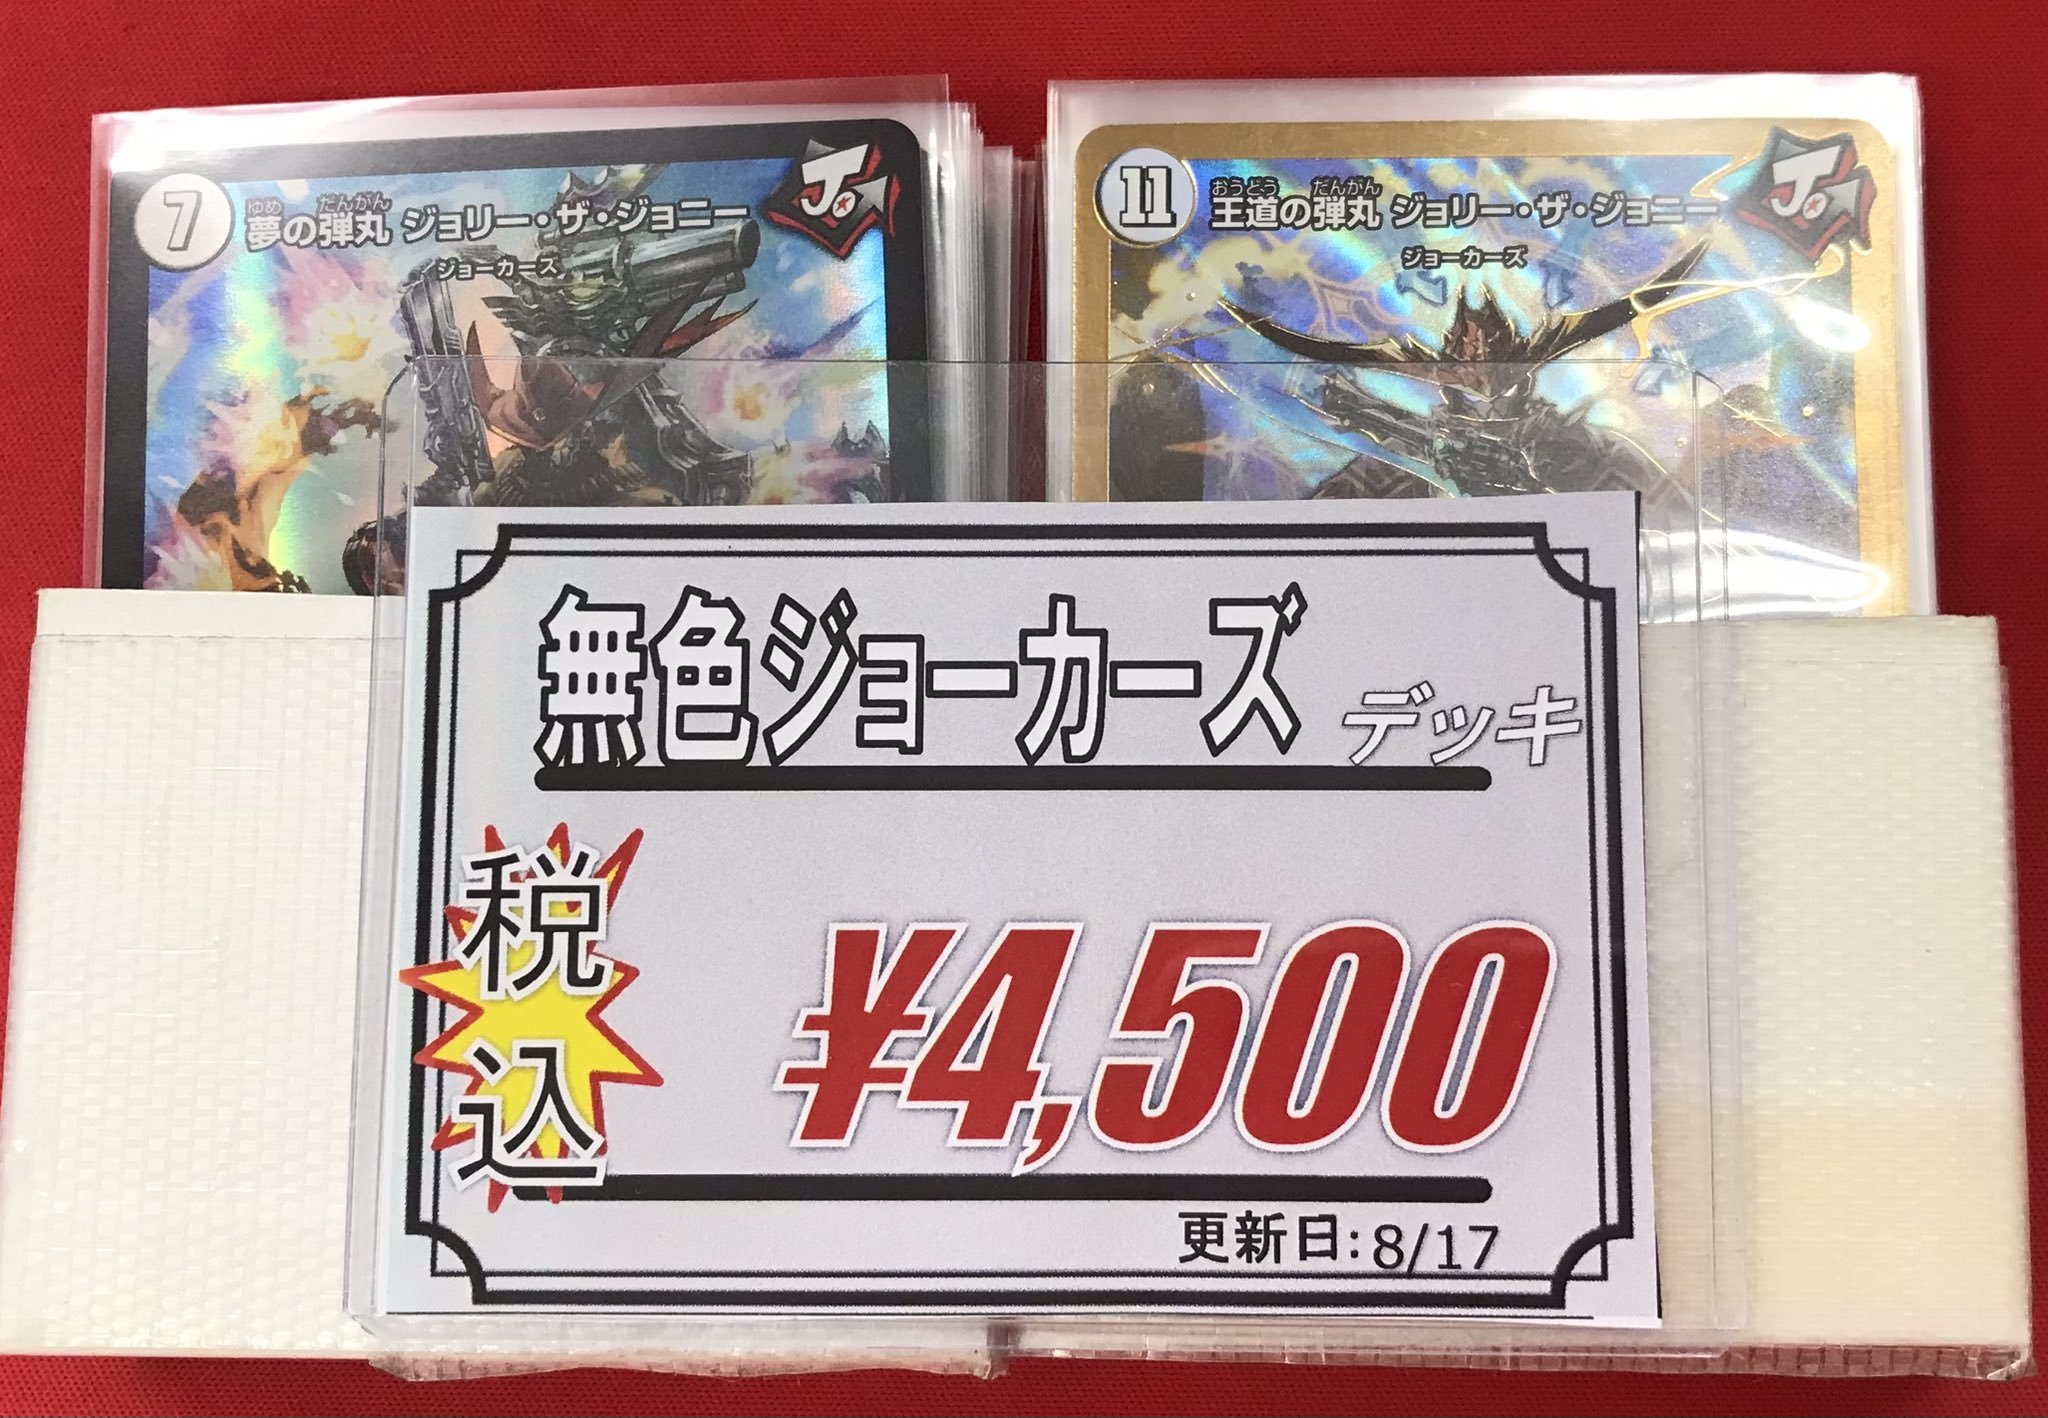 7
ゆめ だんがん
夢の弾丸 ジョリー・ザ・ジョニー
ジョーカーズ
J
11
おうどう だんがん
王道の弾丸 ジョリー・ザ・ジョニー
ジョーカーズ
J
無色ジョーカーズ デッキ
税込
¥4,500
更新日:8/17